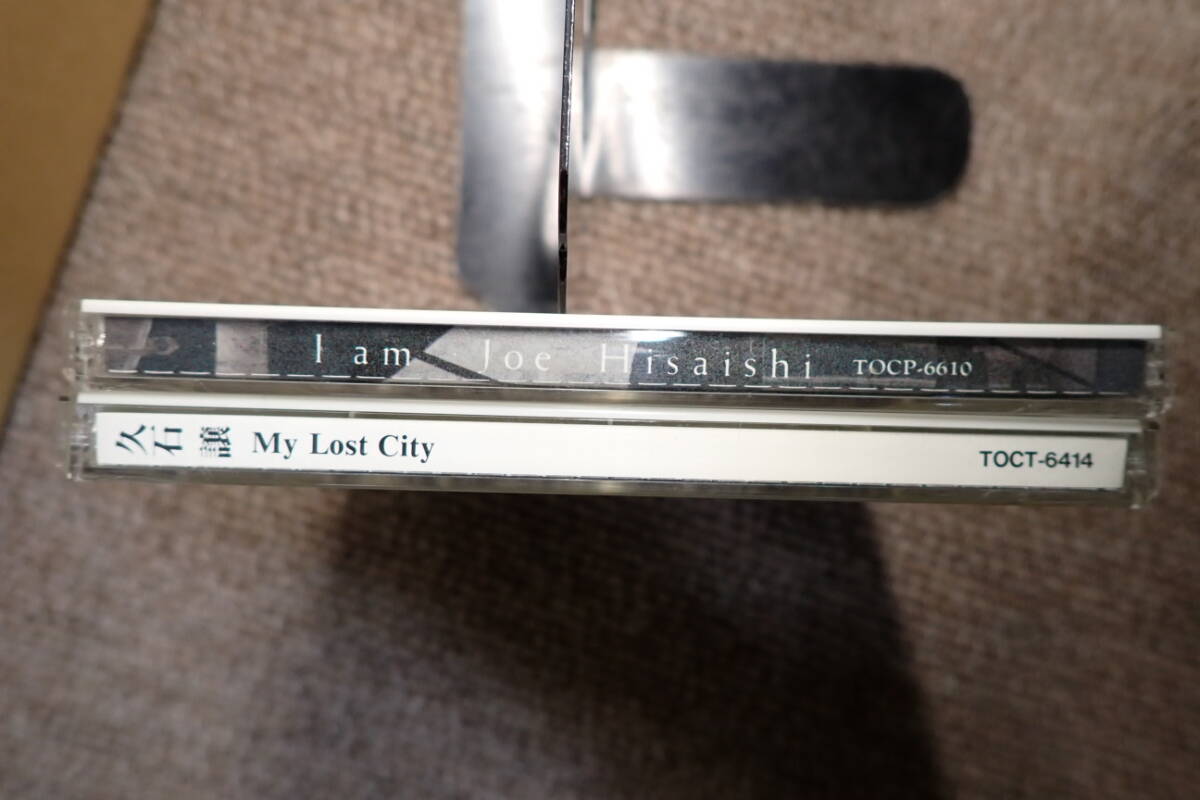 I am Joe Hisaishi TOCP-6610
久石 譲 My Lost City TOCT-6414